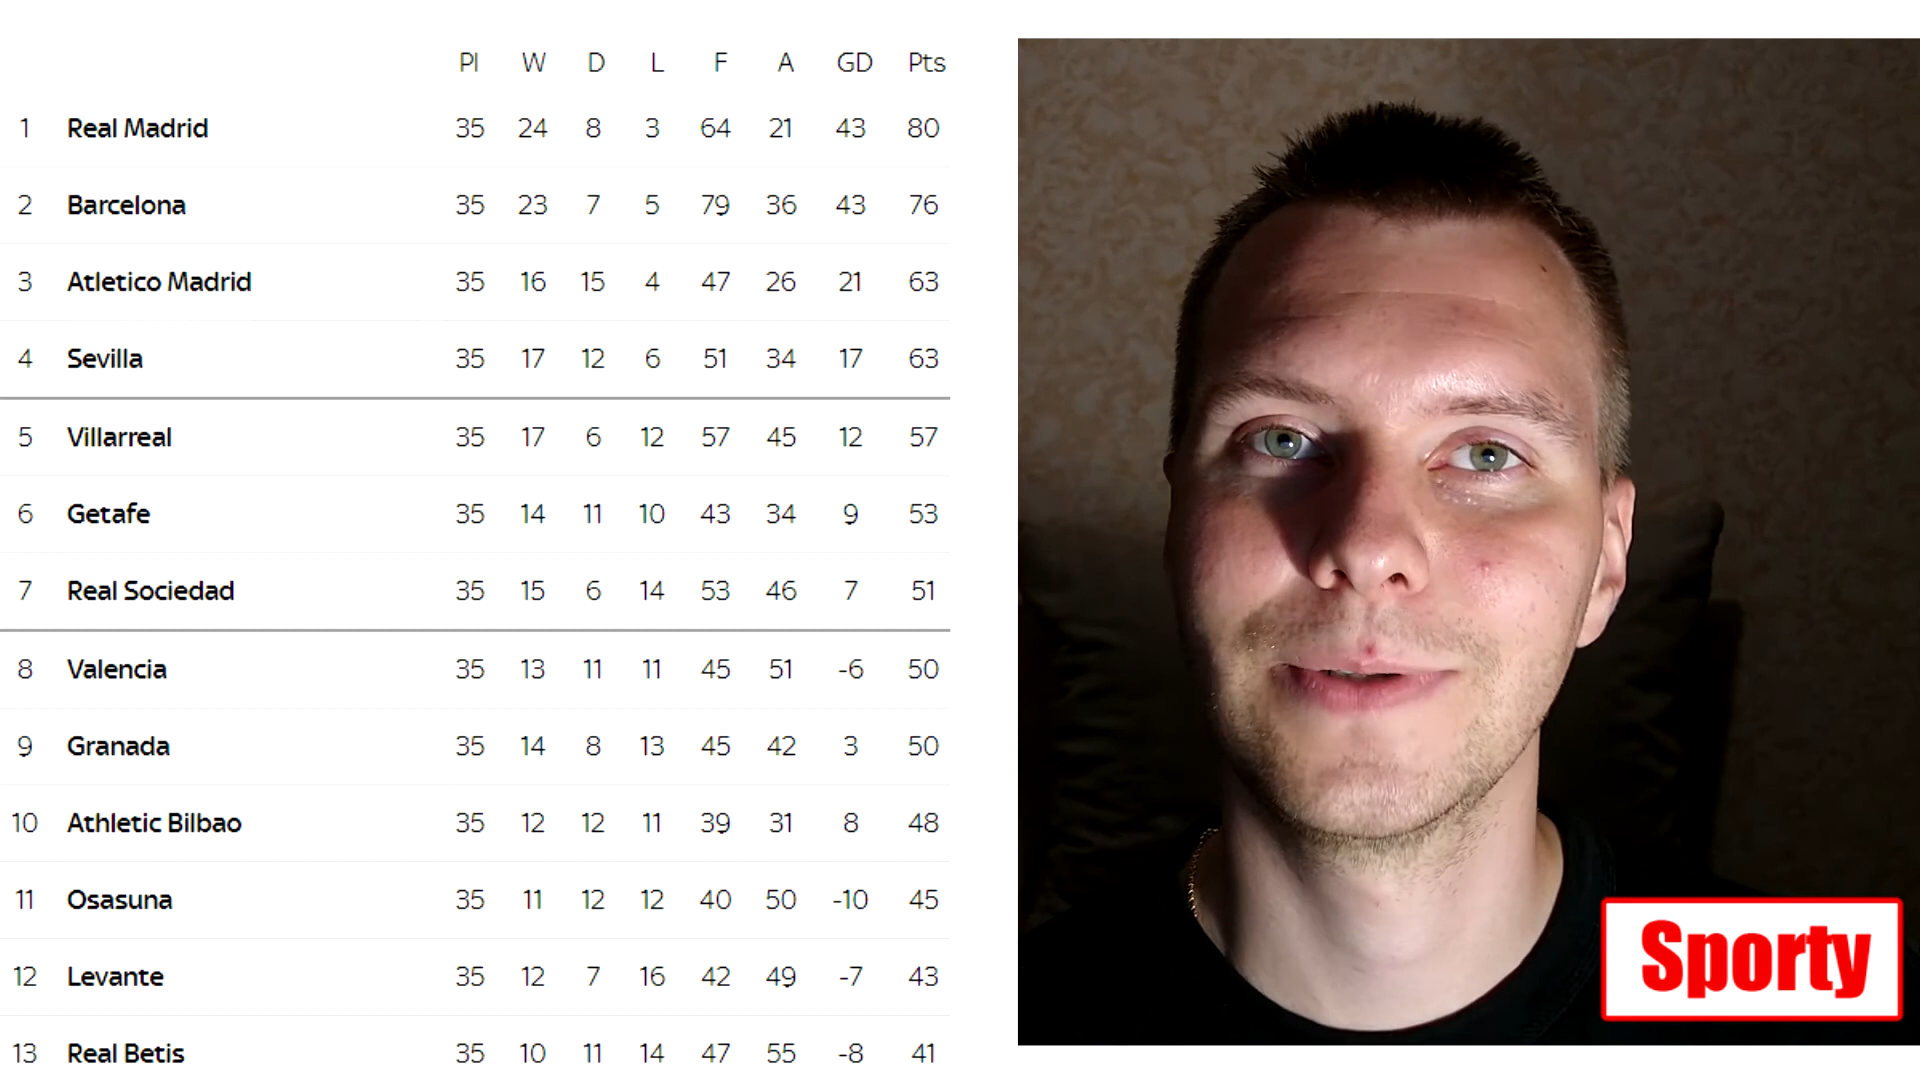 Pl W D L F A GD Pts
1 Real Madrid 35 24 8 3 64 21 43 80
2 Barcelona 35 23 7 5 79 36 43 76
3 Atletico Madrid 35 16 15 4 47 26 21 63
4 Sevilla 35 17 12 6 51 34 17 63
5 Villarreal 35 17 6 12 57 45 12 57
6 Getafe 35 14 11 10 43 34 9 53
7 Real Sociedad 35 15 6 14 53 46 7 51
8 Valencia 35 13 11 11 45 51 -6 50
9 Granada 35 14 8 13 45 42 3 50
10 Athletic Bilbao 35 12 12 11 39 31 8 48
11 Osasuna 35 11 12 12 40 50 -10 45
12 Levante 35 12 7 16 42 49 -7 43
13 Real Betis 35 10 11 14 47 55 -8 41
Sporty